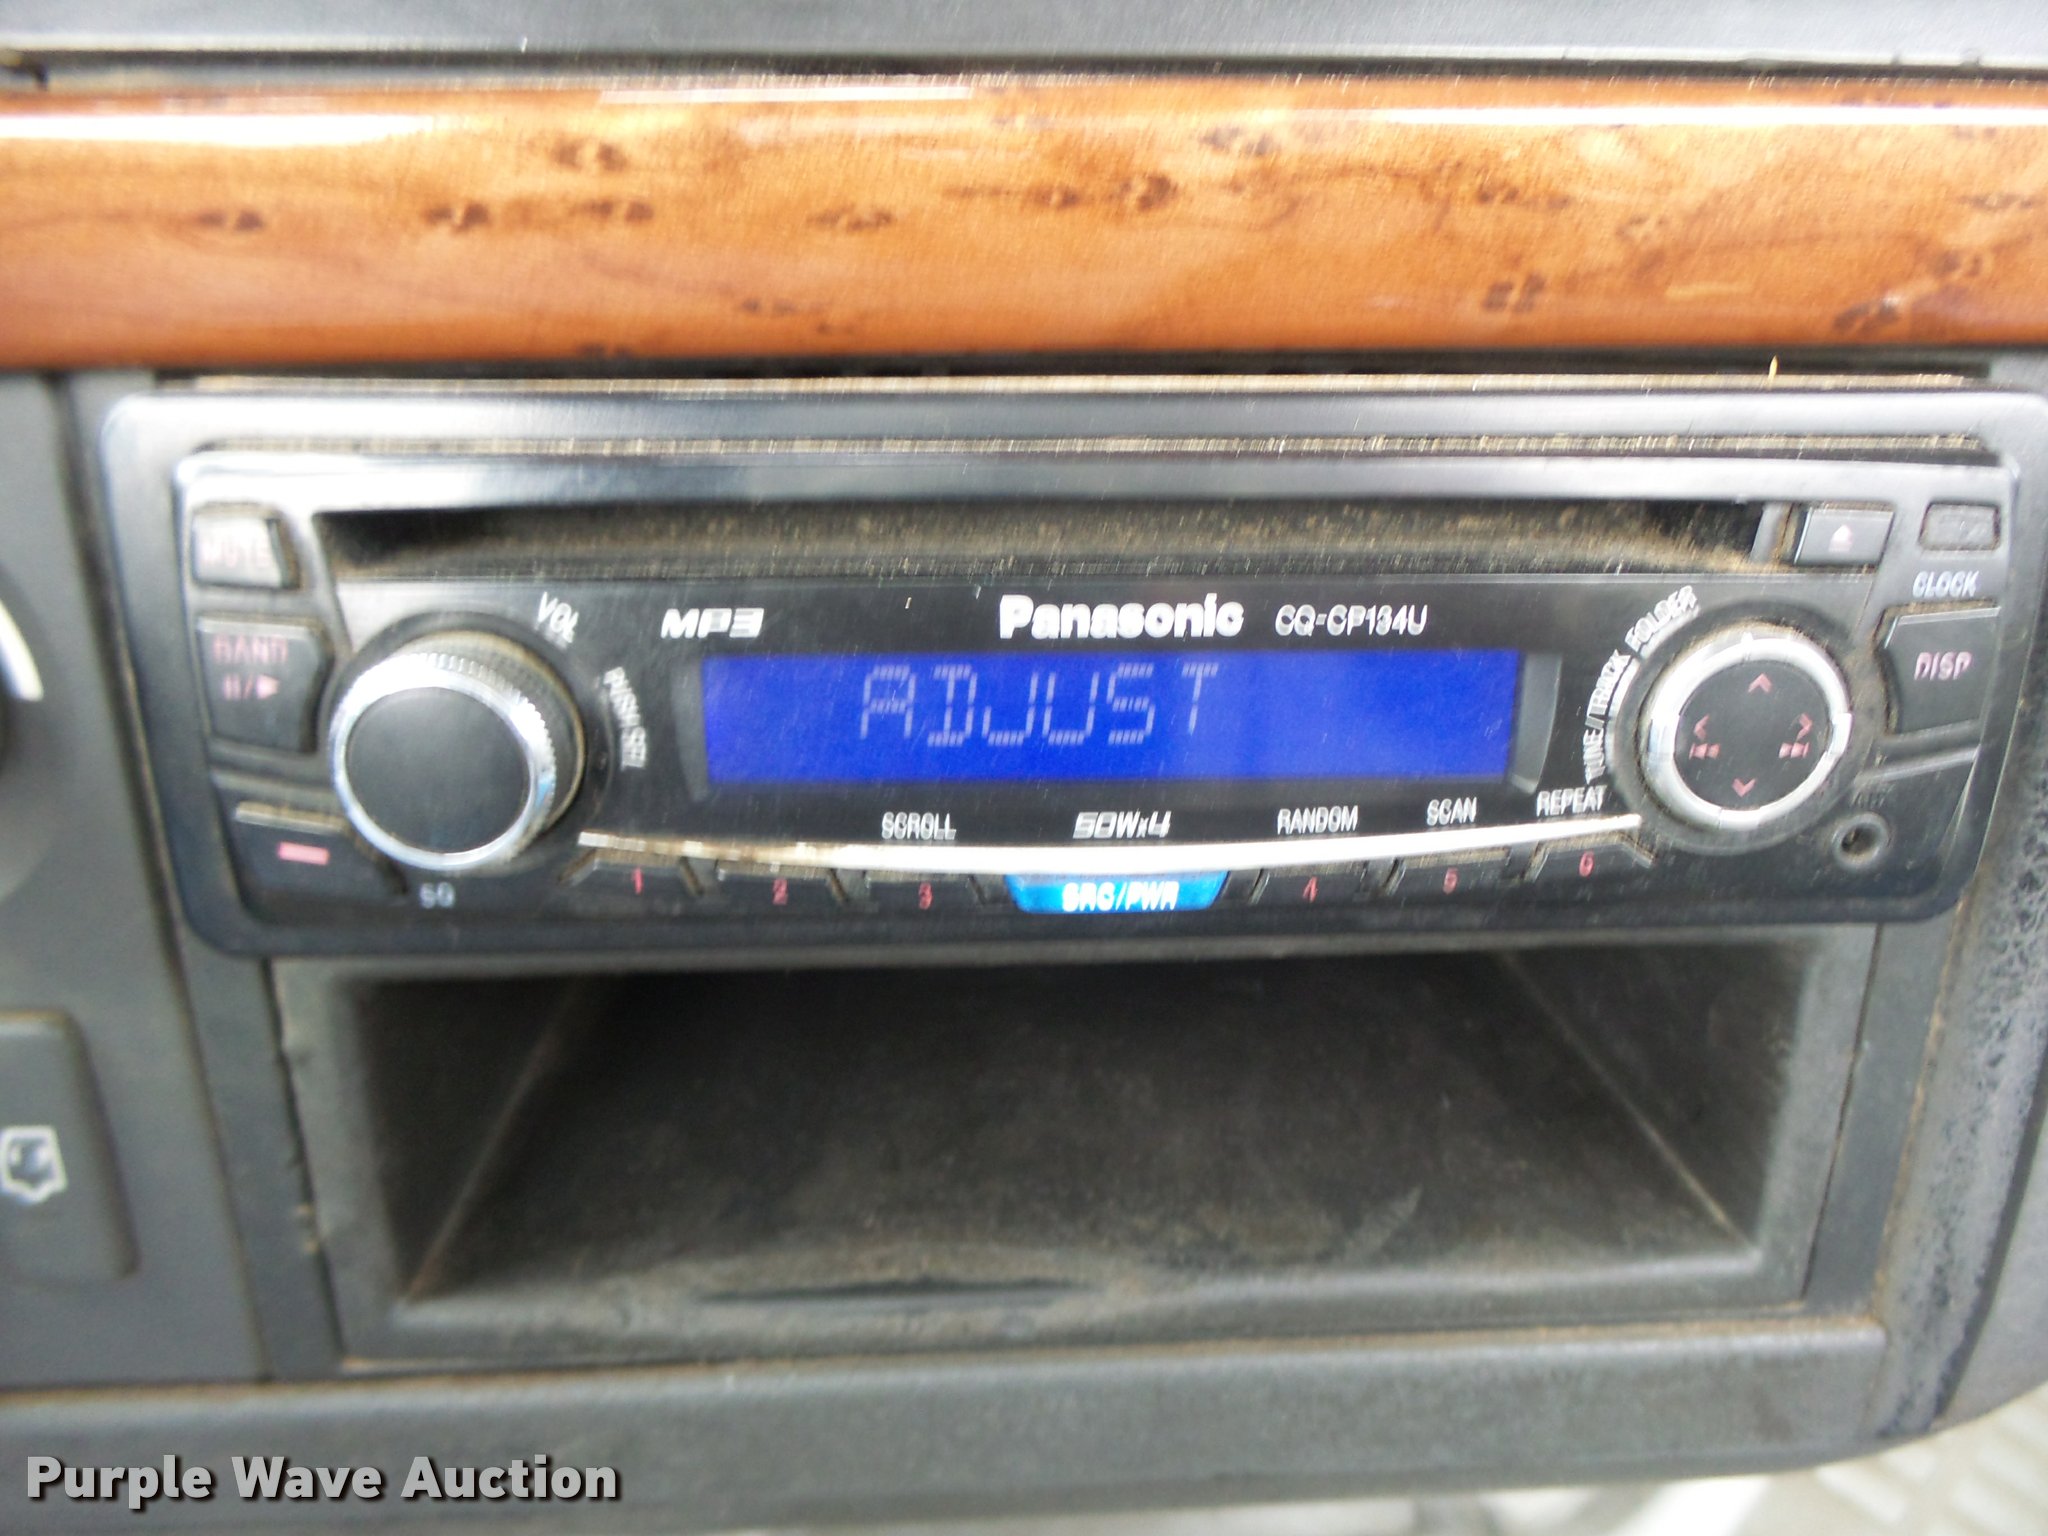 MUTE
CLOCK
VOL
MP3 Panasonic CQ-CP134U
FOLDER
BAND
PUSH SEL
ADJUST
TUNE / TRACK
DISP
SCROLL 50Wx4 RANDOM SCAN REPEAT
SQ
1 2 3 SRC/PWR 4 5 6
Purple Wave Auction